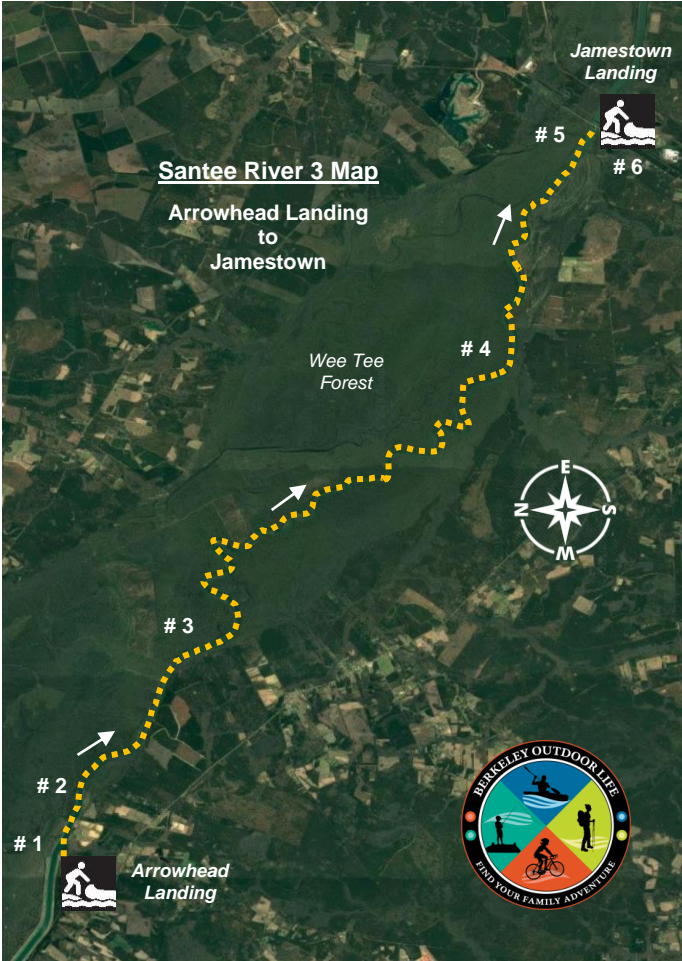 Jamestown
Landing
# 5
# 6
Santee River 3 Map
Arrowhead Landing
to
Jamestown
# 4
Wee Tee
Forest
E
N
S
W
# 3
# 2
# 1
Arrowhead
Landing
BERKELEY OUTDOOR LIFE
FIND YOUR FAMILY ADVENTURE